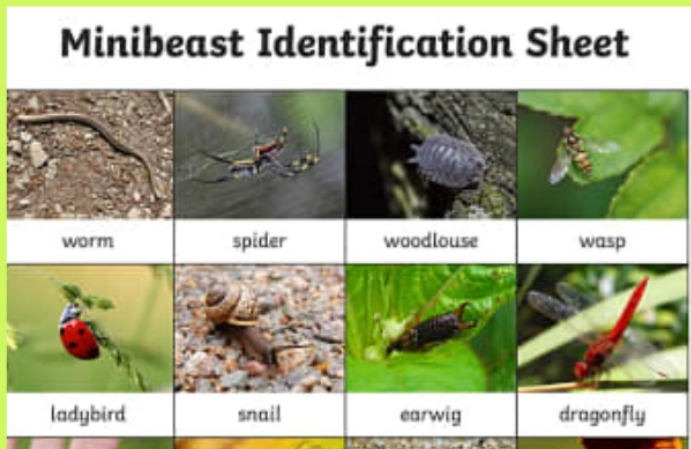 Minibeast Identification Sheet
worm spider woodlouse wasp
ladybird snail earwig dragonfly